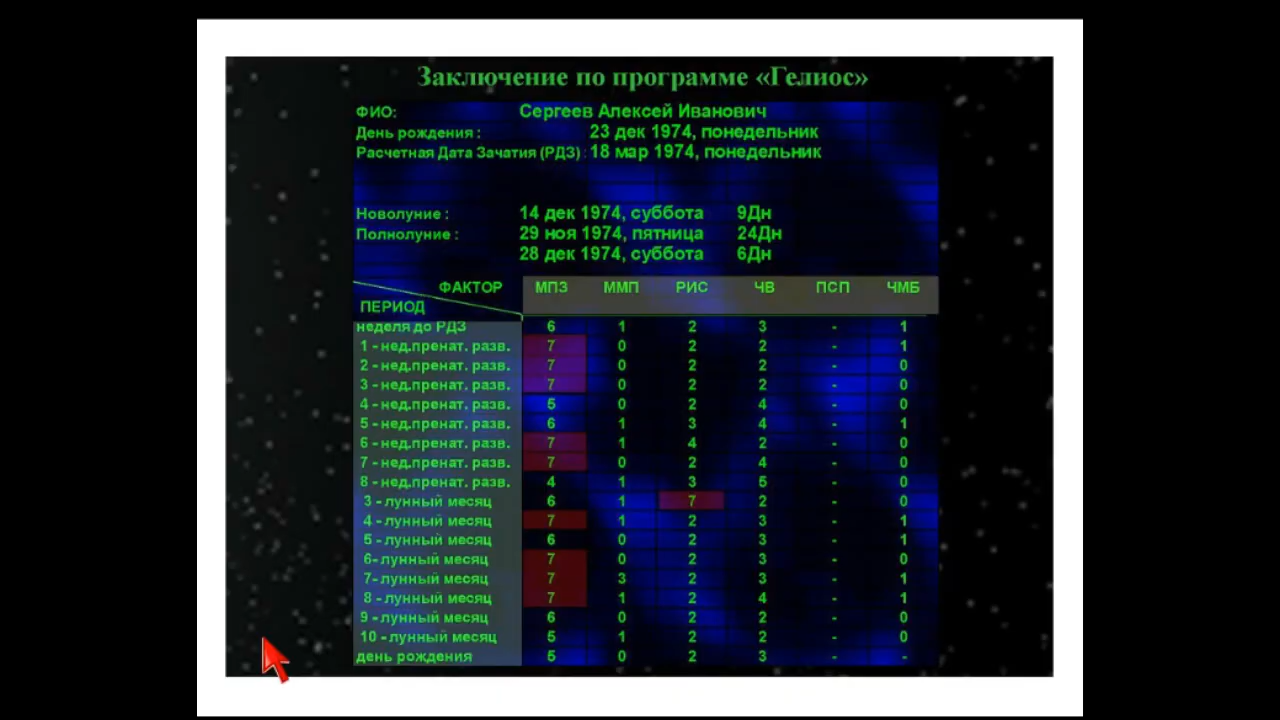 Заключение по программе «Гелиос»
ФИО: Сергеев Алексей Иванович
День рождения : 23 дек 1974, понедельник
Расчетная Дата Зачатия (РДЗ) : 18 мар 1974, понедельник
Новолуние : 14 дек 1974, суббота 9Дн
Полнолуние : 29 ноя 1974, пятница 24Дн
28 дек 1974, суббота 6Дн
ФАКТОР МПЗ ММП РИС ЧВ ПСП ЧМБ
ПЕРИОД
неделя до РДЗ 6 1 2 3 - 1
1 - нед.пренат. разв. 7 0 2 2 - 1
2 - нед.пренат. разв. 7 0 2 2 - 0
3 - нед.пренат. разв. 7 0 2 2 - 0
4 - нед.пренат. разв. 5 0 2 4 - 0
5 - нед.пренат. разв. 6 1 3 4 - 1
6 - нед.пренат. разв. 7 1 4 2 - 0
7 - нед.пренат. разв. 7 0 2 4 - 0
8 - нед.пренат. разв. 4 1 3 5 - 0
3 - лунный месяц 6 1 7 2 - 0
4 - лунный месяц 7 1 2 3 - 1
5 - лунный месяц 6 0 2 3 - 1
6- лунный месяц 7 0 2 3 - 0
7- лунный месяц 7 3 2 3 - 1
8 - лунный месяц 7 1 2 4 - 1
9 - лунный месяц 6 0 2 2 - 0
10 - лунный месяц 5 1 2 2 - 0
день рождения 5 0 2 3 - -